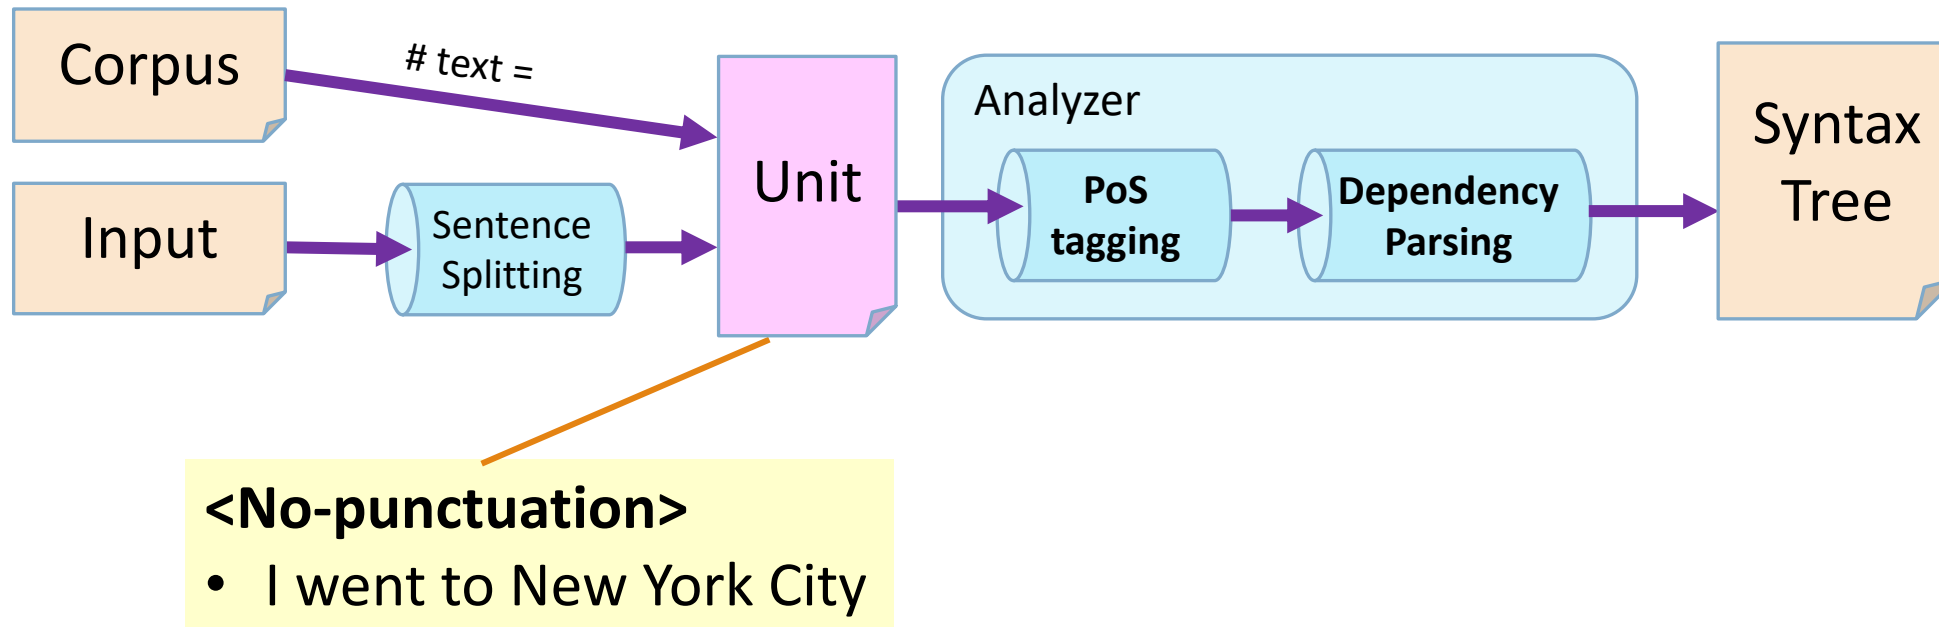 Corpus
# text =
Input
Sentence
Splitting
Unit
Analyzer
PoS
tagging
Dependency
Parsing
Syntax
Tree
<No-punctuation>
• I went to New York City